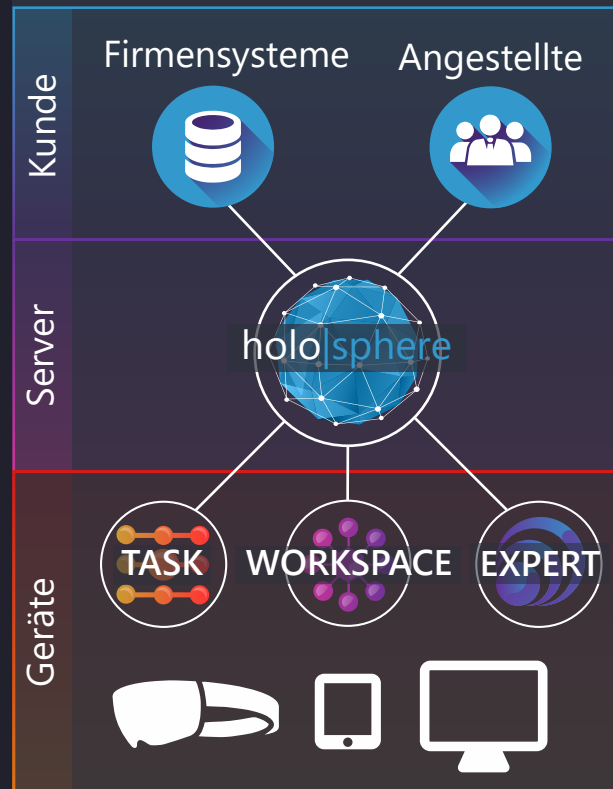 Kunde
Firmensysteme
Angestellte
Server
holo|sphere
Geräte
TASK
WORKSPACE
EXPERT